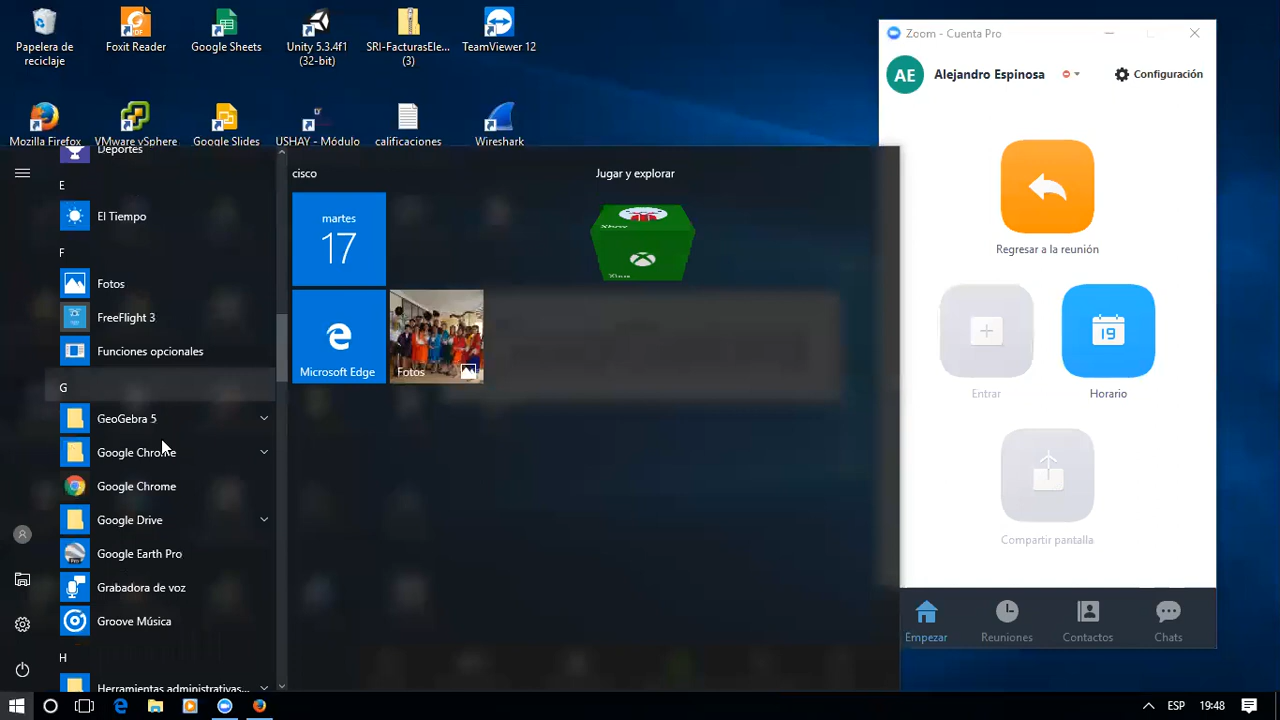 Papelera de
reciclaje
Foxit Reader
Google Sheets
Unity 5.3.4f1
(32-bit)
SRI-FacturasEle...
(3)
TeamViewer 12
Mozilla Firefox
VMware vSphere
Google Slides
USHAY - Módulo
calificaciones
Wireshark
Deportes
E
El Tiempo
F
Fotos
FreeFlight 3
Funciones opcionales
G
GeoGebra 5
Google Chrome
Google Chrome
Google Drive
Google Earth Pro
Grabadora de voz
Groove Música
H
Herramientas administrativas...
cisco
martes
17
Microsoft Edge
Fotos
Jugar y explorar
Xbox
Zoom - Cuenta Pro
AE
Alejandro Espinosa
Configuración
Regresar a la reunión
Entrar
19
Horario
Compartir pantalla
Empezar
Reuniones
Contactos
Chats
ESP
19:48